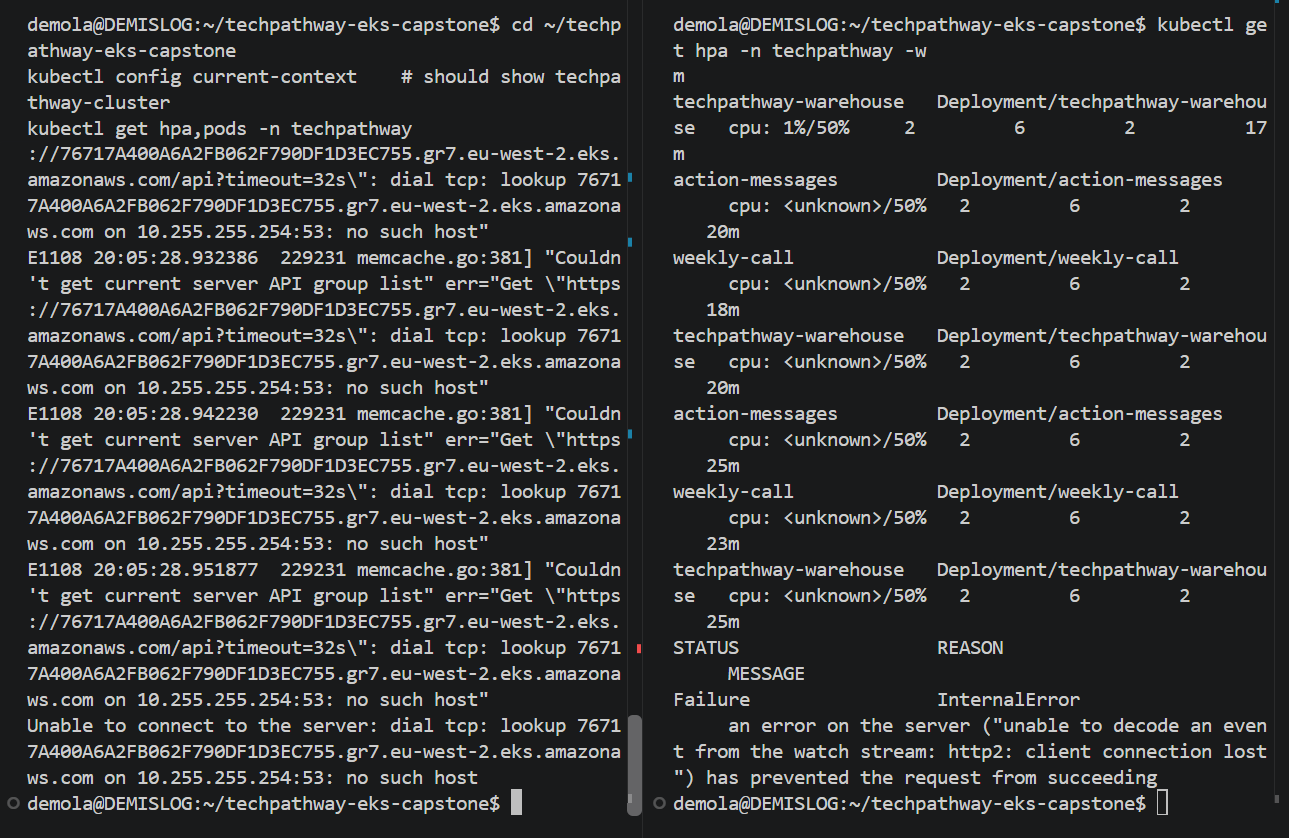 demola@DEMISLOG:~/techpathway-eks-capstone$ cd ~/techp
athway-eks-capstone
kubectl config current-context    # should show techpa
thway-cluster
kubectl get hpa,pods -n techpathway
://76717A400A6A2FB062F790DF1D3EC755.gr7.eu-west-2.eks.
amazonaws.com/api?timeout=32s\": dial tcp: lookup 7671
7A400A6A2FB062F790DF1D3EC755.gr7.eu-west-2.eks.amazona
ws.com on 10.255.255.254:53: no such host"
E1108 20:05:28.932386  229231 memcache.go:381] "Couldn
't get current server API group list" err="Get \"https
://76717A400A6A2FB062F790DF1D3EC755.gr7.eu-west-2.eks.
amazonaws.com/api?timeout=32s\": dial tcp: lookup 7671
7A400A6A2FB062F790DF1D3EC755.gr7.eu-west-2.eks.amazona
ws.com on 10.255.255.254:53: no such host"
E1108 20:05:28.942230  229231 memcache.go:381] "Couldn
't get current server API group list" err="Get \"https
://76717A400A6A2FB062F790DF1D3EC755.gr7.eu-west-2.eks.
amazonaws.com/api?timeout=32s\": dial tcp: lookup 7671
7A400A6A2FB062F790DF1D3EC755.gr7.eu-west-2.eks.amazona
ws.com on 10.255.255.254:53: no such host"
E1108 20:05:28.951877  229231 memcache.go:381] "Couldn
't get current server API group list" err="Get \"https
://76717A400A6A2FB062F790DF1D3EC755.gr7.eu-west-2.eks.
amazonaws.com/api?timeout=32s\": dial tcp: lookup 7671
7A400A6A2FB062F790DF1D3EC755.gr7.eu-west-2.eks.amazona
ws.com on 10.255.255.254:53: no such host"
Unable to connect to the server: dial tcp: lookup 7671
7A400A6A2FB062F790DF1D3EC755.gr7.eu-west-2.eks.amazona
ws.com on 10.255.255.254:53: no such host
demola@DEMISLOG:~/techpathway-eks-capstone$
demola@DEMISLOG:~/techpathway-eks-capstone$ kubectl ge
t hpa -n techpathway -w
m
techpathway-warehouse   Deployment/techpathway-warehou
se   cpu: 1%/50%     2         6         2          17
m
action-messages         Deployment/action-messages
     cpu: <unknown>/50%   2         6         2
   20m
weekly-call             Deployment/weekly-call
     cpu: <unknown>/50%   2         6         2
   18m
techpathway-warehouse   Deployment/techpathway-warehou
se   cpu: <unknown>/50%   2         6         2
   20m
action-messages         Deployment/action-messages
     cpu: <unknown>/50%   2         6         2
   25m
weekly-call             Deployment/weekly-call
     cpu: <unknown>/50%   2         6         2
   23m
techpathway-warehouse   Deployment/techpathway-warehou
se   cpu: <unknown>/50%   2         6         2
   25m
STATUS                  REASON
     MESSAGE
Failure                 InternalError
     an error on the server ("unable to decode an even
t from the watch stream: http2: client connection lost
") has prevented the request from succeeding
demola@DEMISLOG:~/techpathway-eks-capstone$